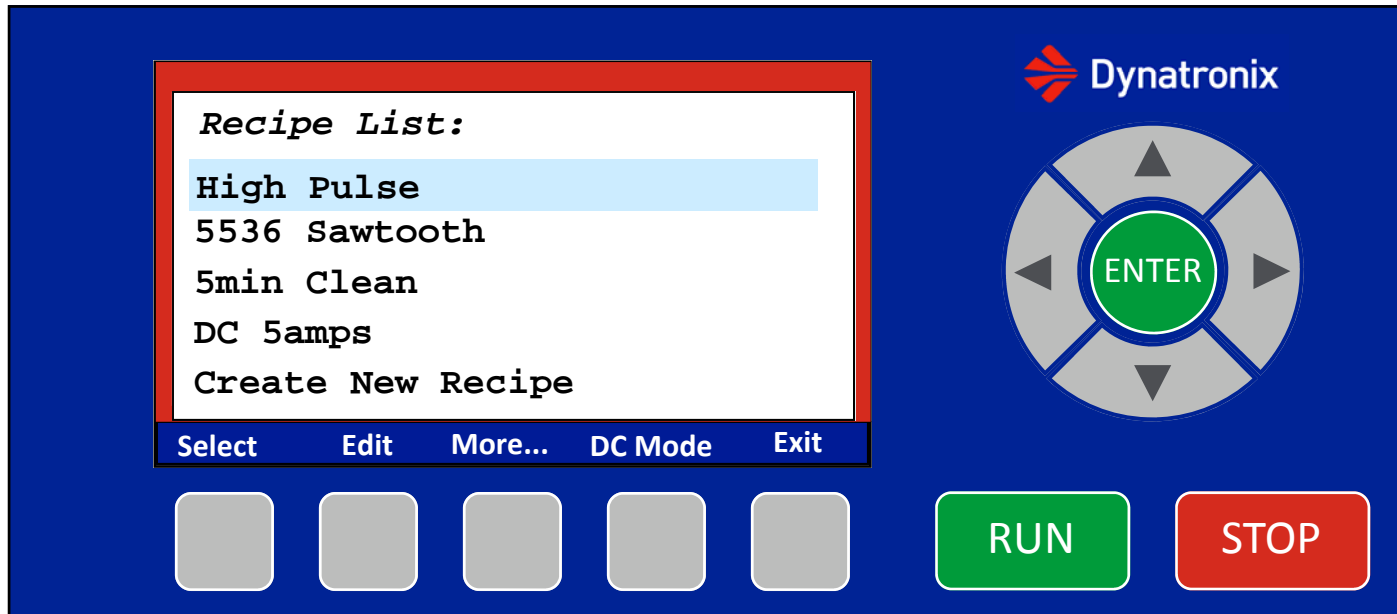 Dynatronix
Recipe List:
High Pulse
5536 Sawtooth
5min Clean
DC 5amps
Create New Recipe
Select Edit More... DC Mode Exit
ENTER
RUN STOP